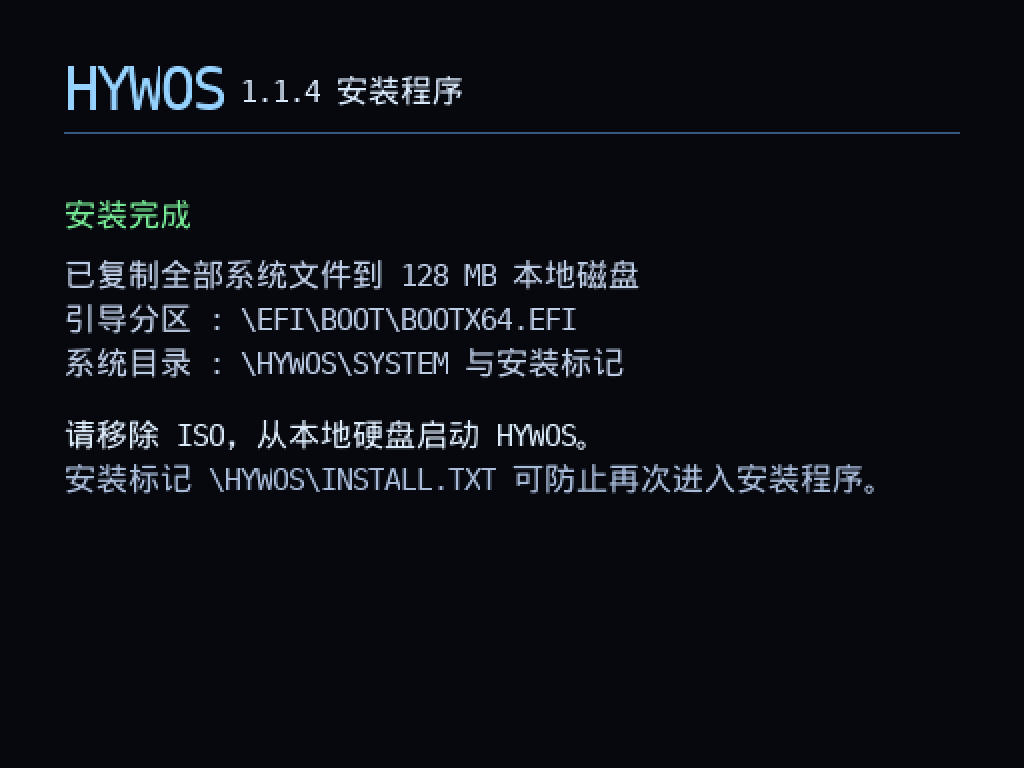 HYWOS 1.1.4 安装程序
安装完成
已复制全部系统文件到 128 MB 本地磁盘
引导分区 : \EFI\BOOT\BOOTX64.EFI
系统目录 : \HYWOS\SYSTEM 与安装标记
请移除 ISO，从本地硬盘启动 HYWOS。
安装标记 \HYWOS\INSTALL.TXT 可防止再次进入安装程序。